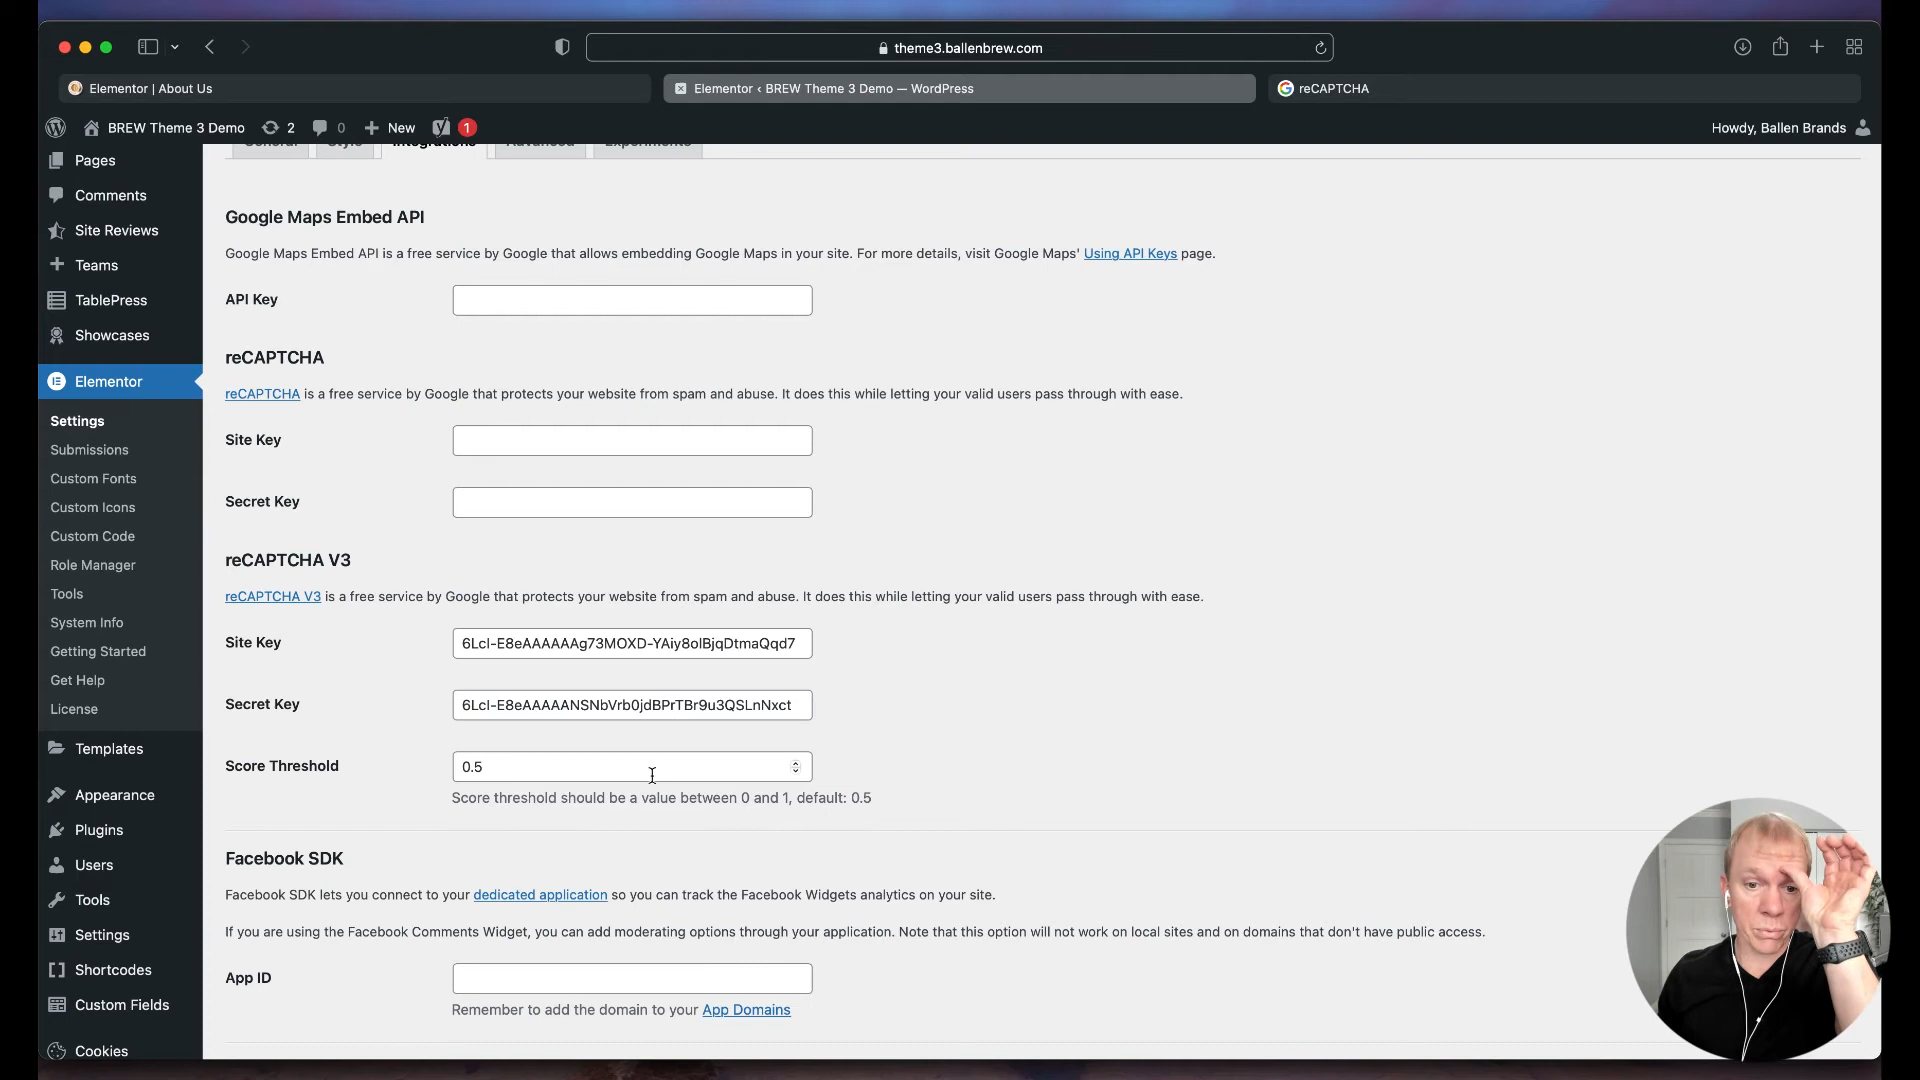 theme3.ballenbrew.com
Elementor | About Us
Elementor ‹ BREW Theme 3 Demo — WordPress
reCAPTCHA
BREW Theme 3 Demo
2
0
New
1
Howdy, Ballen Brands
General
Style
Integrations
Advanced
Experiments
Pages
Comments
Site Reviews
Teams
TablePress
Showcases
Elementor
Settings
Submissions
Custom Fonts
Custom Icons
Custom Code
Role Manager
Tools
System Info
Getting Started
Get Help
License
Templates
Appearance
Plugins
Users
Tools
Settings
Shortcodes
Custom Fields
Cookies
Google Maps Embed API
Google Maps Embed API is a free service by Google that allows embedding Google Maps in your site. For more details, visit Google Maps' Using API Keys page.
API Key
reCAPTCHA
reCAPTCHA is a free service by Google that protects your website from spam and abuse. It does this while letting your valid users pass through with ease.
Site Key
Secret Key
reCAPTCHA V3
reCAPTCHA V3 is a free service by Google that protects your website from spam and abuse. It does this while letting your valid users pass through with ease.
Site Key
6LcI-E8eAAAAAAg73MOXD-YAiy8olBjqDtmaQqd7
Secret Key
6LcI-E8eAAAAANSNbVrb0jdBPrTBr9u3QSLnNxct
Score Threshold
0.5
Score threshold should be a value between 0 and 1, default: 0.5
Facebook SDK
Facebook SDK lets you connect to your dedicated application so you can track the Facebook Widgets analytics on your site.
If you are using the Facebook Comments Widget, you can add moderating options through your application. Note that this option will not work on local sites and on domains that don't have public access.
App ID
Remember to add the domain to your App Domains